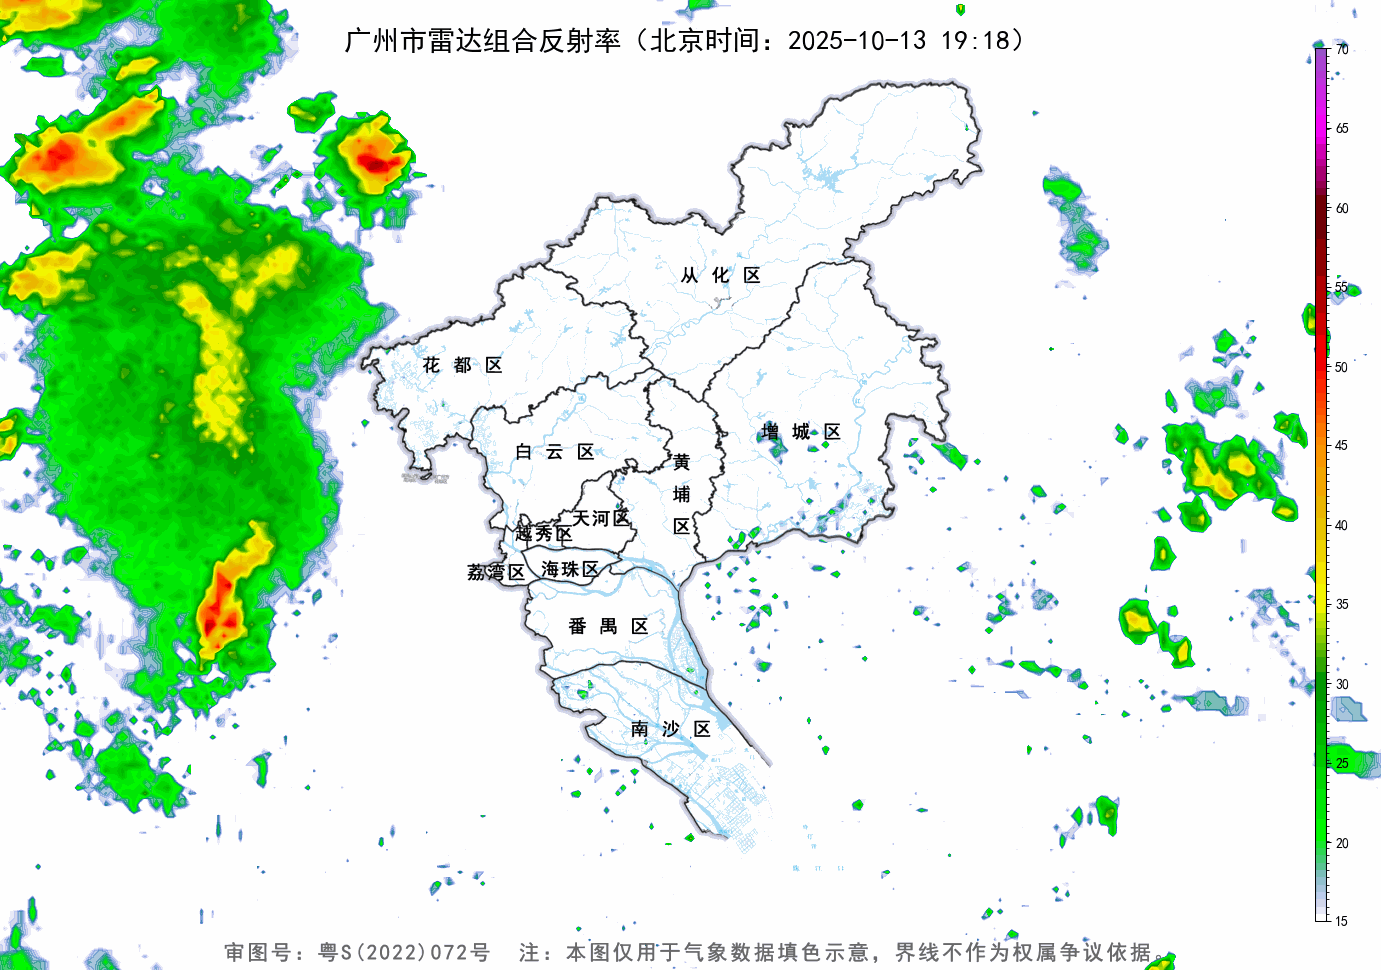 广州市雷达组合反射率（北京时间：2025-10-13 19:18）
70
65
60
55
50
45
40
35
30
25
20
15
从化区
花都区
增城区
白云区
黄埔区
天河区
越秀区
海珠区
荔湾区
番禺区
南沙区
审图号：粤S(2022)072号 注：本图仅用于气象数据填色示意，界线不作为权属争议依据。